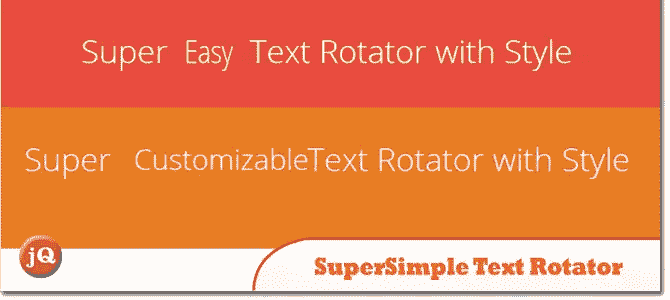 Super Easy Text Rotator with Style
Super CustomizableText Rotator with Style
jQ
SuperSimple Text Rotator